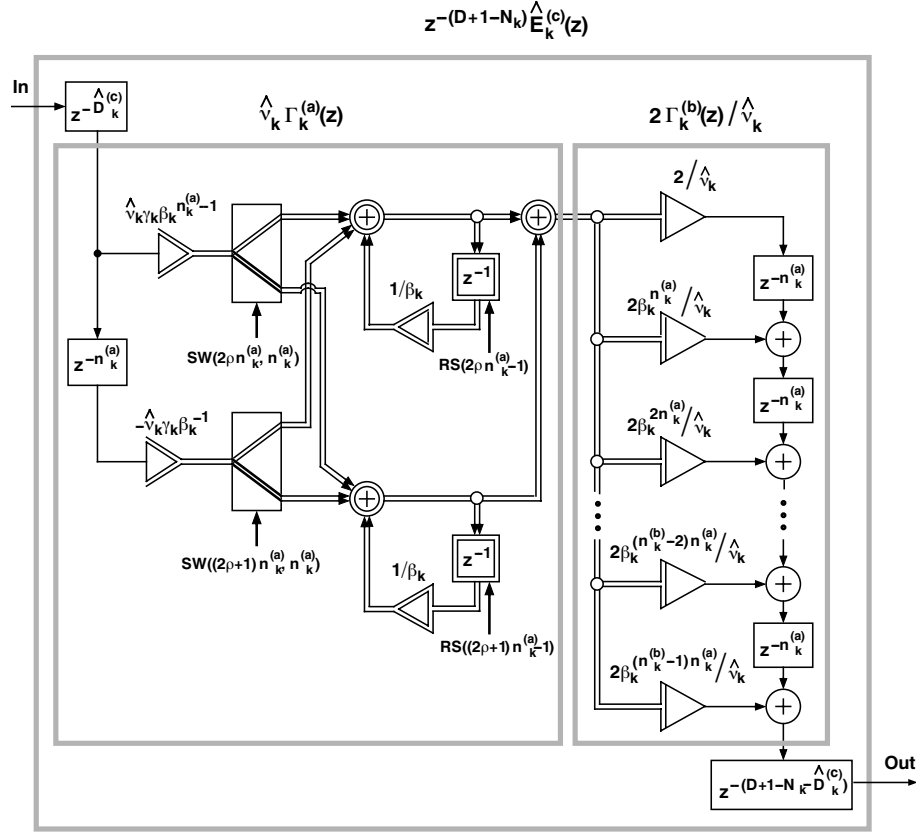 z^{-(D+1-N_k)} Ê_k^{(c)}(z)
In
z^{-D̂_k^{(c)}}
ν̂_k Γ_k^{(a)}(z)
2 Γ_k^{(b)}(z) / ν̂_k
ν̂_k γ_k β_k^{n_k^{(a)}-1}
2/ν̂_k
z^{-1}
z^{-n_k^{(a)}}
1/β_k
2β_k^{n_k^{(a)}}/ν̂_k
+
+
+
z^{-n_k^{(a)}}
SW(2ρ n_k^{(a)}, n_k^{(a)})
RS(2ρ n_k^{(a)}-1)
z^{-n_k^{(a)}}
-ν̂_k γ_k β_k^{-1}
2β_k^{2n_k^{(a)}}/ν̂_k
+
+
z^{-1}
SW((2ρ+1) n_k^{(a)}, n_k^{(a)})
1/β_k
2β_k^{(n_k^{(b)}-2) n_k^{(a)}}/ν̂_k
+
RS((2ρ+1) n_k^{(a)}-1)
z^{-n_k^{(a)}}
2β_k^{(n_k^{(b)}-1) n_k^{(a)}}/ν̂_k
+
Out
z^{-(D+1-N_k-D̂_k^{(c)})}